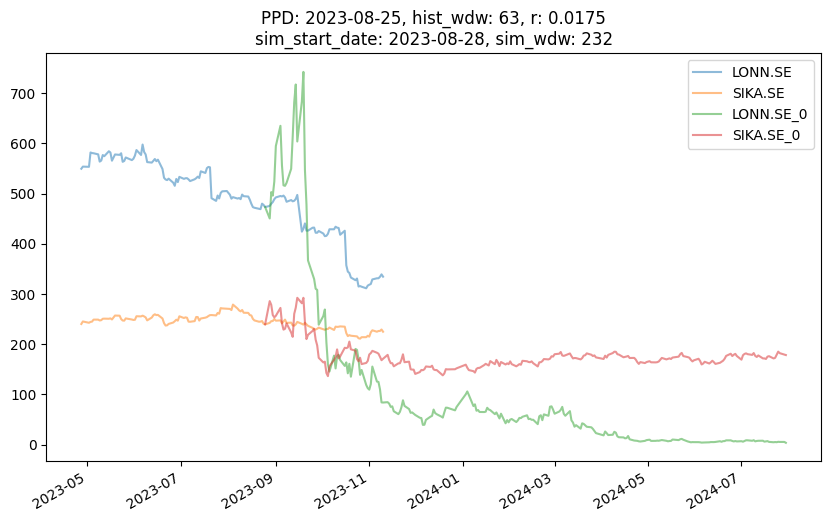 PPD: 2023-08-25, hist_wdw: 63, r: 0.0175
sim_start_date: 2023-08-28, sim_wdw: 232
LONN.SE
SIKA.SE
LONN.SE_0
SIKA.SE_0
700
600
500
400
300
200
100
0
2023-05
2023-07
2023-09
2023-11
2024-01
2024-03
2024-05
2024-07